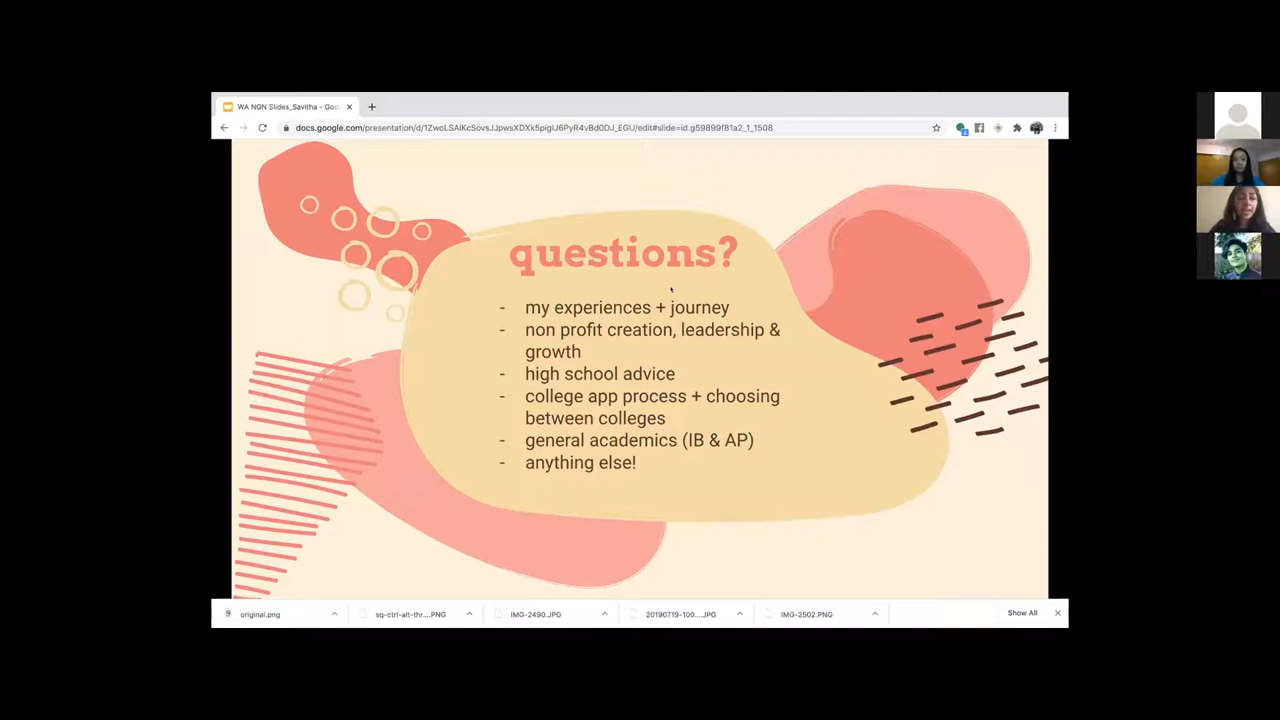 WA NGN Slides_Savitha - Goo
docs.google.com/presentation/d/1ZwoLSAiKcSovsJJpwsXDXk5pigIJ6PyR4vBd0DJ_EGU/edit#slide=id.g59899f81a2_1_1508
questions?
- my experiences + journey
- non profit creation, leadership &
growth
- high school advice
- college app process + choosing
between colleges
- general academics (IB & AP)
- anything else!
original.png
sq-ctrl-alt-thr....PNG
IMG-2490.JPG
20190719-100....JPG
IMG-2502.PNG
Show All